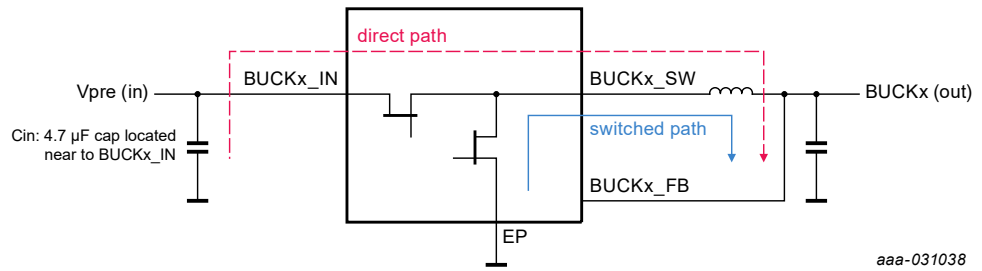 direct path
BUCKx_IN
BUCKx_SW
Vpre (in)
BUCKx (out)
Cin: 4.7 µF cap located
near to BUCKx_IN
switched path
BUCKx_FB
EP
aaa-031038